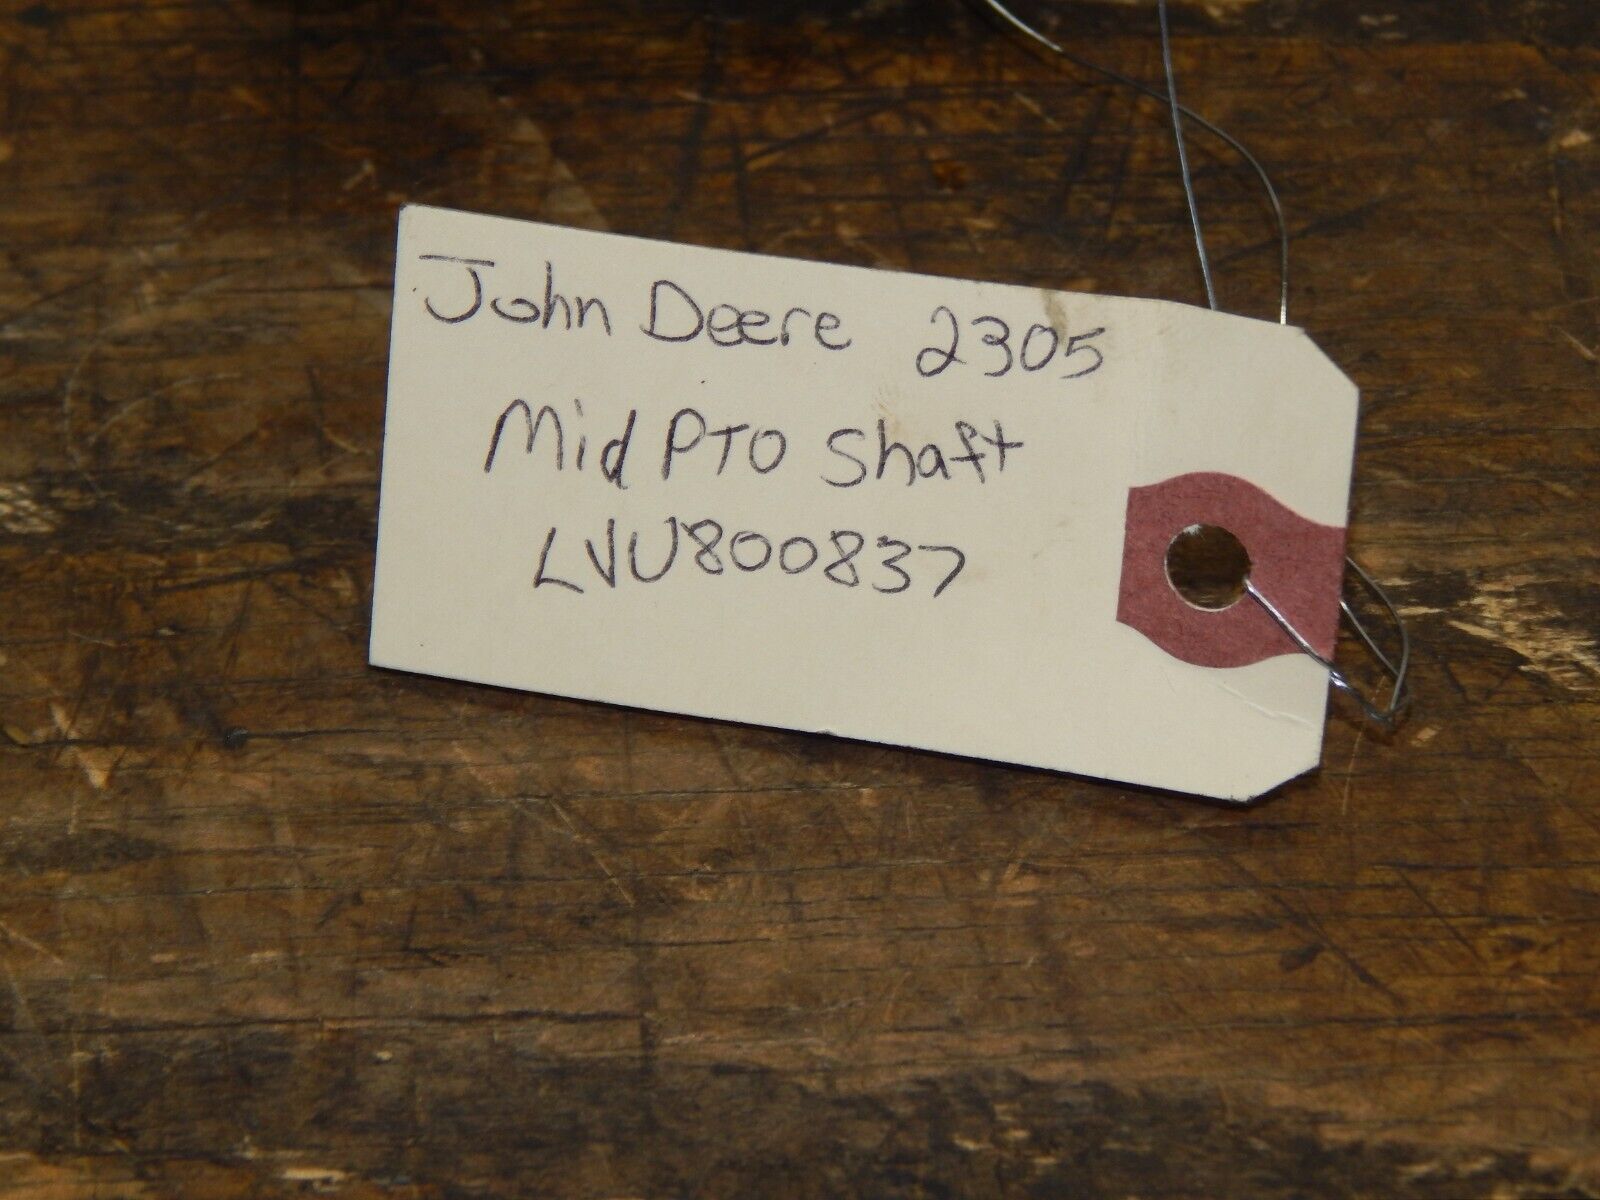 John Deere 2305
Mid PTO Shaft
LVU800837